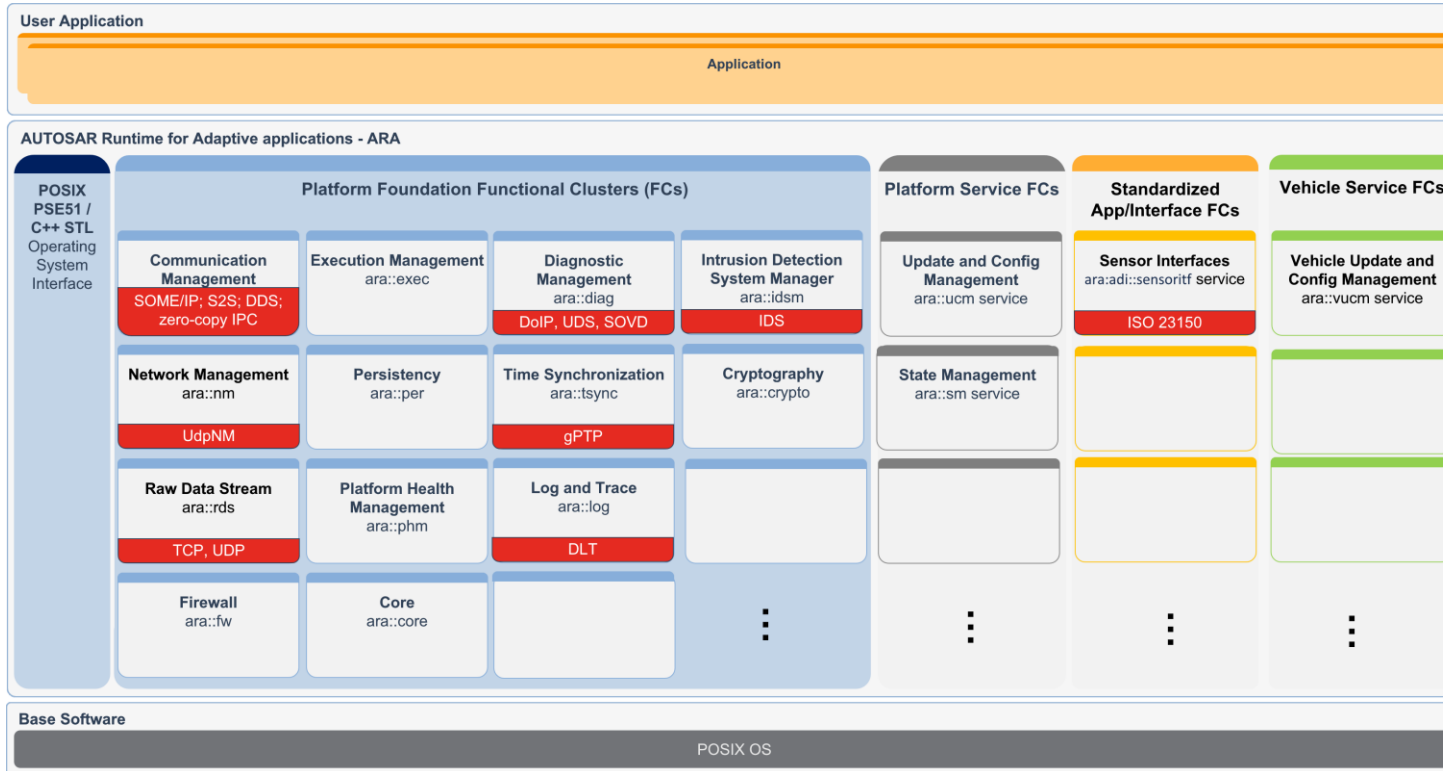 User Application
Application
AUTOSAR Runtime for Adaptive applications - ARA
POSIX
PSE51 /
C++ STL
Operating
System
Interface
Platform Foundation Functional Clusters (FCs)
Communication
Management
SOME/IP; S2S; DDS;
zero-copy IPC
Execution Management
ara::exec
Diagnostic
Management
ara::diag
DoIP, UDS, SOVD
Intrusion Detection
System Manager
ara::idsm
IDS
Network Management
ara::nm
UdpNM
Persistency
ara::per
Time Synchronization
ara::tsync
gPTP
Cryptography
ara::crypto
Raw Data Stream
ara::rds
TCP, UDP
Platform Health
Management
ara::phm
Log and Trace
ara::log
DLT
Firewall
ara::fw
Core
ara::core
Platform Service FCs
Update and Config
Management
ara::ucm service
State Management
ara::sm service
Standardized
App/Interface FCs
Sensor Interfaces
ara:adi::sensoritf service
ISO 23150
Vehicle Service FCs
Vehicle Update and
Config Management
ara::vucm service
Base Software
POSIX OS